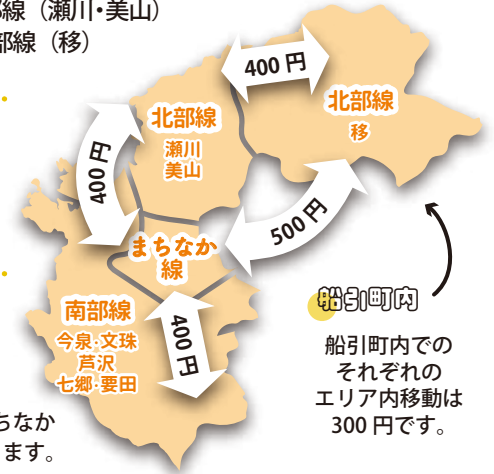 部線（瀬川・美山）
部線（移）
400 円
北部線
移
北部線
瀬川
美山
400 円
500 円
まちなか
線
南部線
今泉・文珠
芦沢
七郷・要田
400 円
船引町内
船引町内での
それぞれの
エリア内移動は
300 円です。
ちなか
ます。